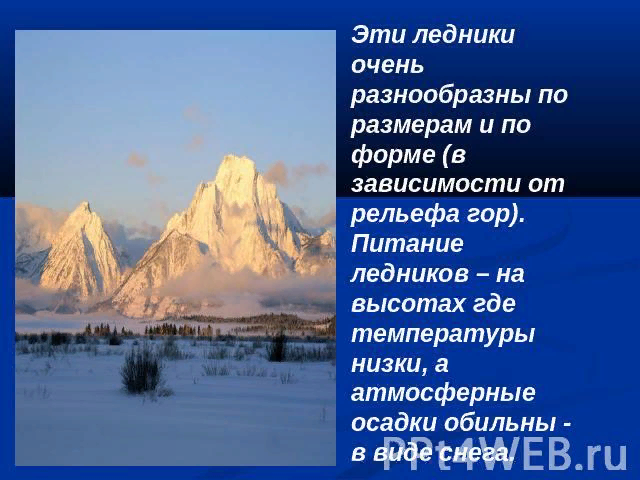 Эти ледники
очень
разнообразны по
размерам и по
форме (в
зависимости от
рельефа гор).
Питание
ледников – на
высотах где
температуры
низки, а
атмосферные
осадки обильны -
в виде снега.
PPt4WEB.ru